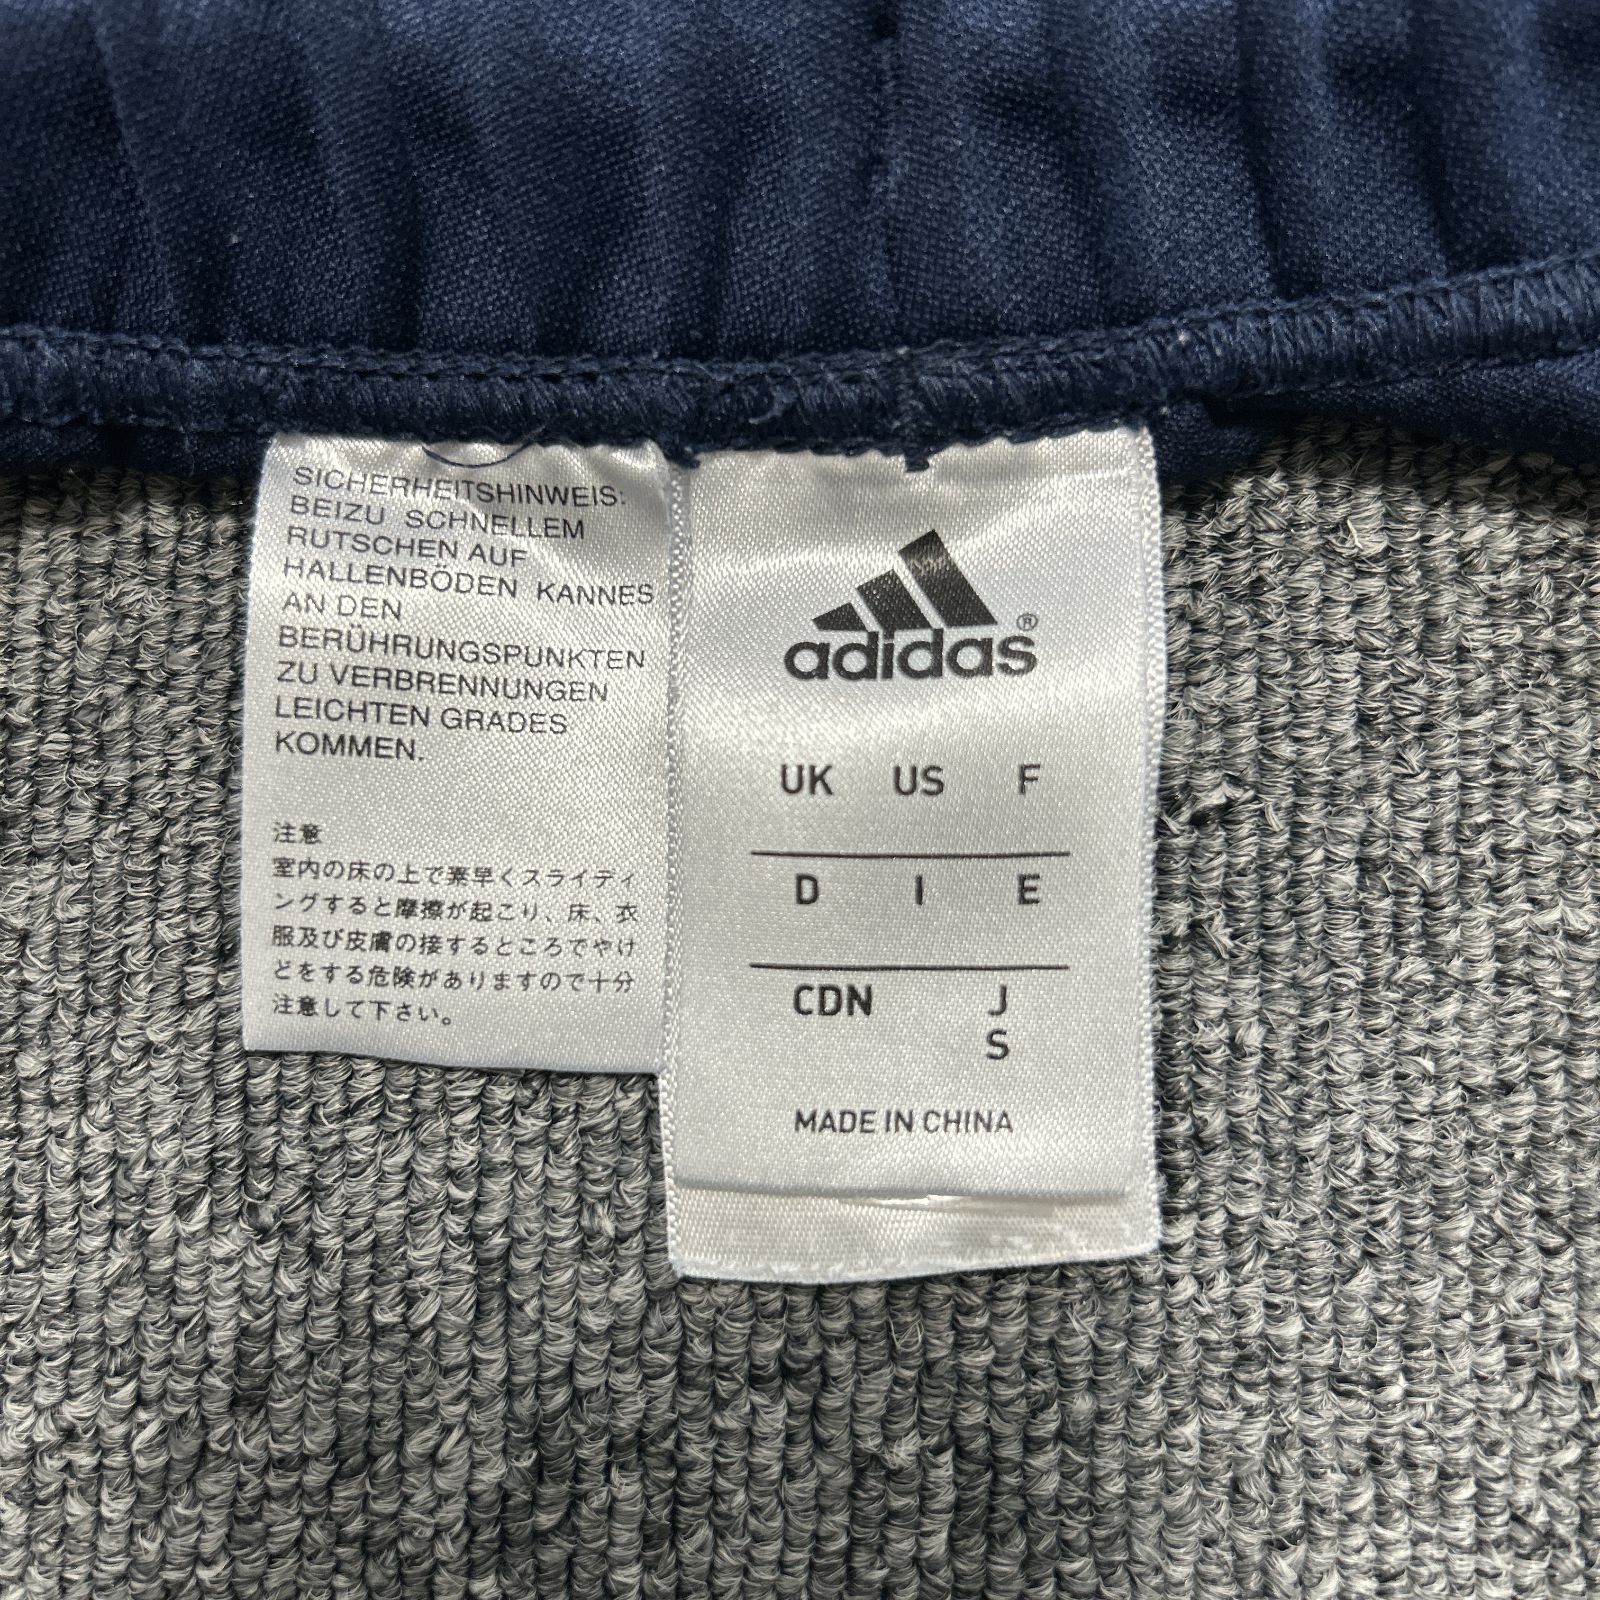 SICHERHEITSHINWEIS:
BEIZU SCHNELLEM
RUTSCHEN AUF
HALLENBÖDEN KANNES
AN DEN
BERÜHRUNGSPUNKTEN
ZU VERBRENNUNGEN
LEICHTEN GRADES
KOMMEN.
注意
室内の床の上で素早くスライディ
ングすると摩擦が起こり、床、衣
服及び皮膚の接するところでやけ
どをする危険がありますので十分
注意して下さい。
adidas®
UK US F
D I E
CDN J
S
MADE IN CHINA